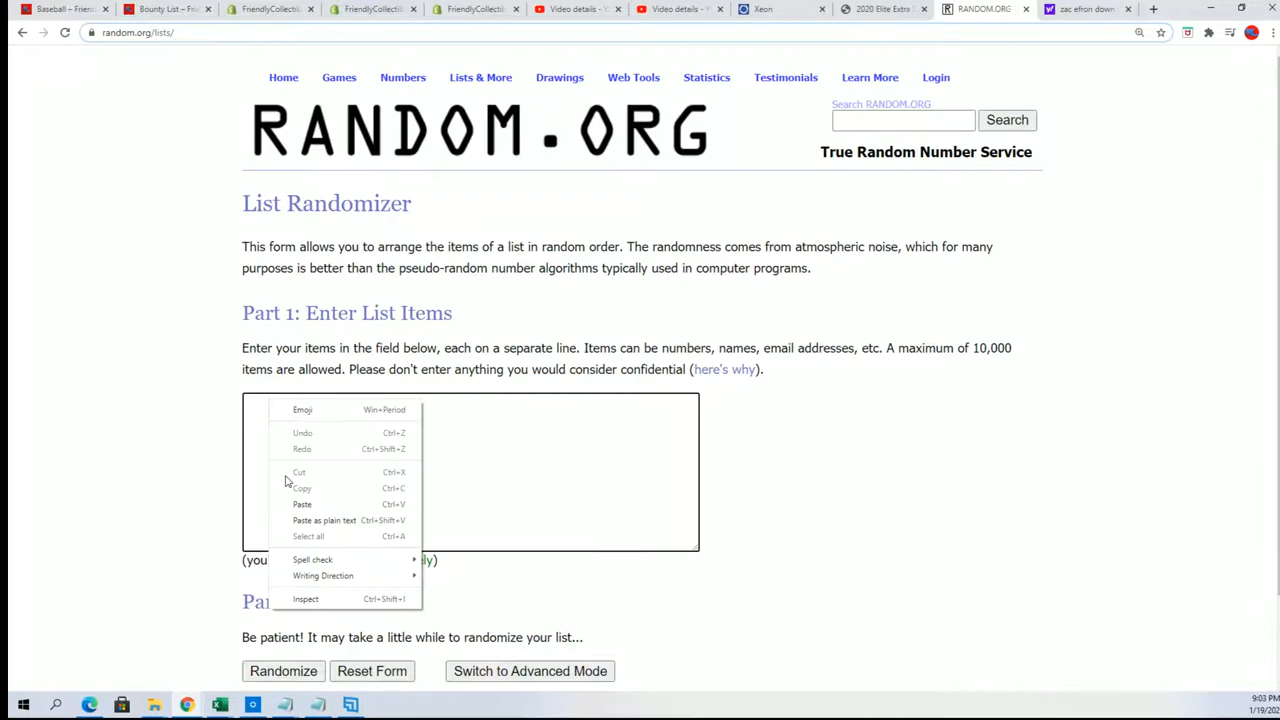 Baseball – Friend
Bounty List – Frie
FriendlyCollectib
FriendlyCollectib
FriendlyCollectib
Video details - Y
Video details - Y
Xeon
2020 Elite Extra
RANDOM.ORG
zac efron down
random.org/lists/
Home Games Numbers Lists & More Drawings Web Tools Statistics Testimonials Learn More Login
RANDOM.ORG
Search RANDOM.ORG
Search
True Random Number Service
List Randomizer
This form allows you to arrange the items of a list in random order. The randomness comes from atmospheric noise, which for many
purposes is better than the pseudo-random number algorithms typically used in computer programs.
Part 1: Enter List Items
Enter your items in the field below, each on a separate line. Items can be numbers, names, email addresses, etc. A maximum of 10,000
items are allowed. Please don't enter anything you would consider confidential (here's why).
Emoji Win+Period
Undo Ctrl+Z
Redo Ctrl+Shift+Z
Cut Ctrl+X
Copy Ctrl+C
Paste Ctrl+V
Paste as plain text Ctrl+Shift+V
Select all Ctrl+A
Spell check
Writing Direction
Inspect Ctrl+Shift+I
(you ly)
Pa
Be patient! It may take a little while to randomize your list...
Randomize Reset Form Switch to Advanced Mode
9:03 PM
1/19/202